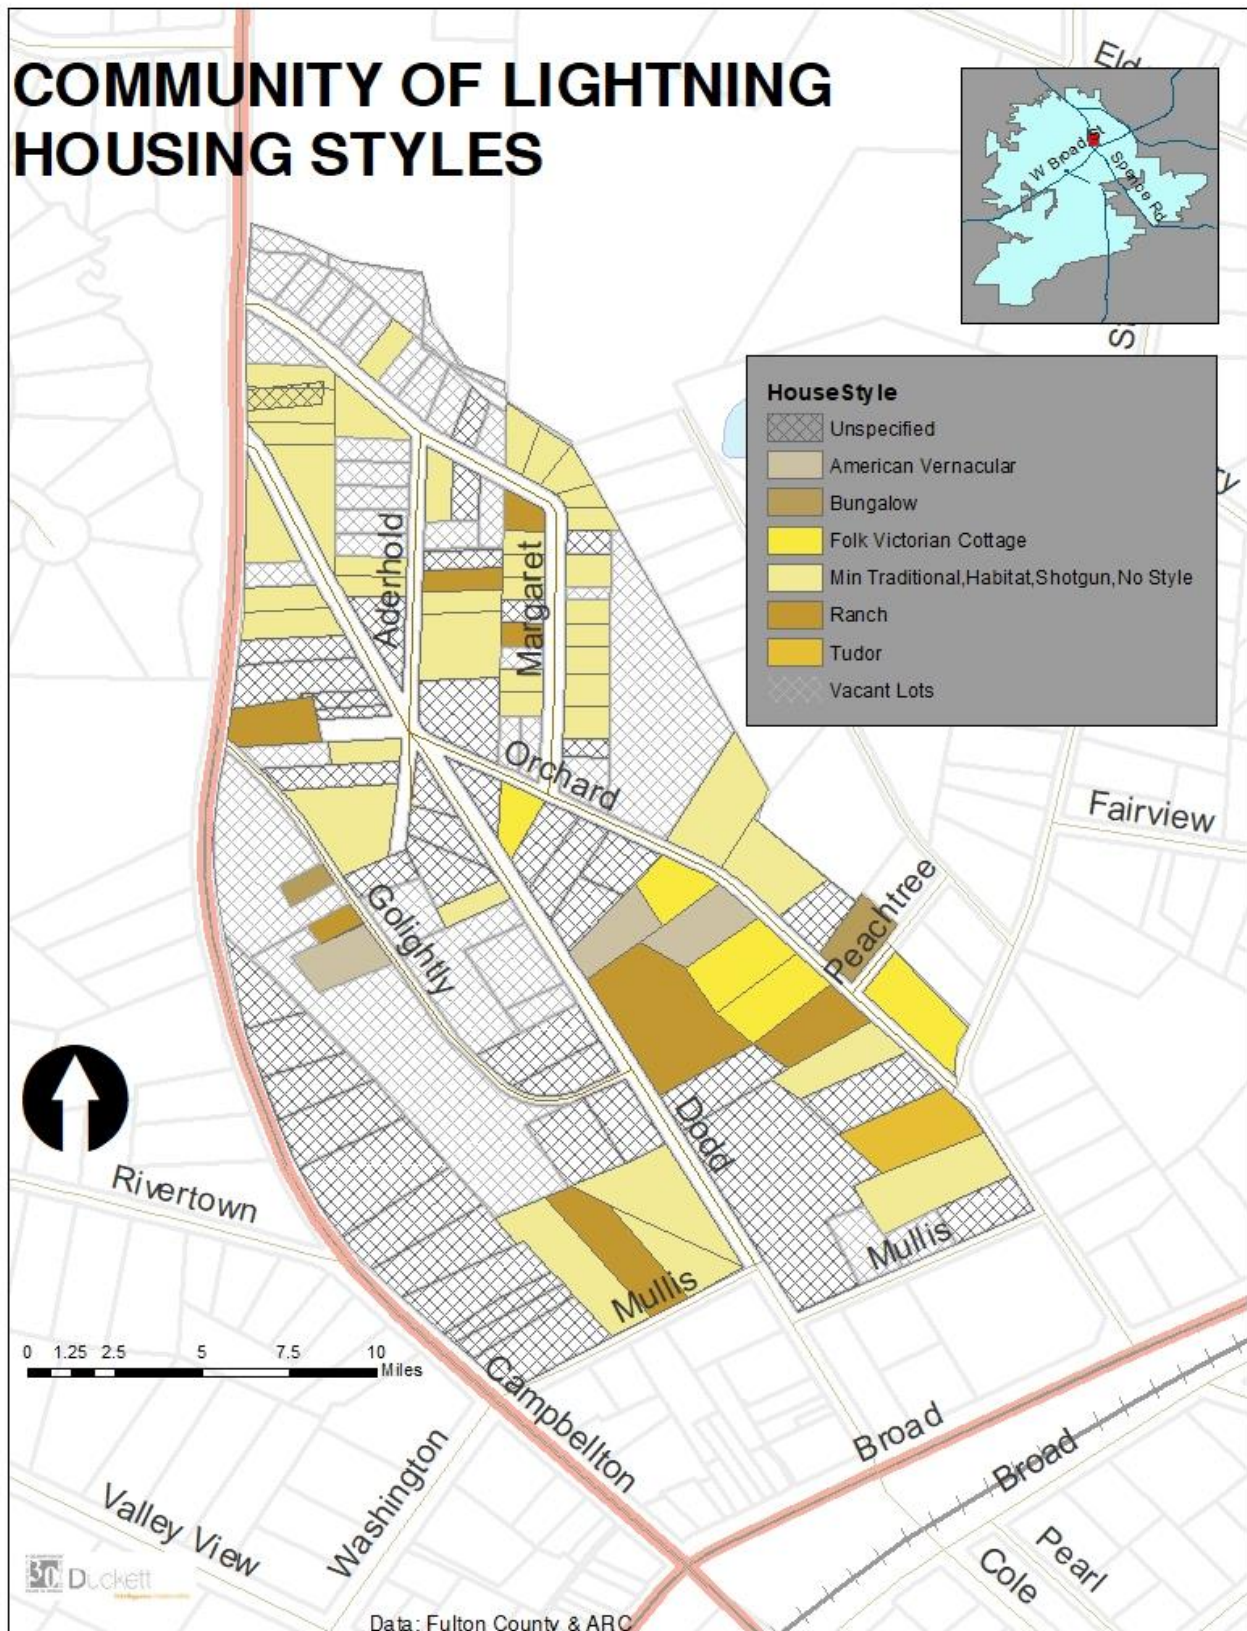 COMMUNITY OF LIGHTNING
HOUSING STYLES
W Broad St
Spence Rd
HouseStyle
Unspecified
American Vernacular
Bungalow
Folk Victorian Cottage
Min Traditional,Habitat,Shotgun,No Style
Ranch
Tudor
Vacant Lots
Aderhold
Margaret
Orchard
Fairview
Peachtree
Golightly
Dodd
Rivertown
Mullis
Mullis
0 1.25 2.5 5 7.5 10
Miles
Campbellton
Broad
Broad
Washington
Valley View
Pearl
Cole
30
Duckett
Data: Fulton County & ARC